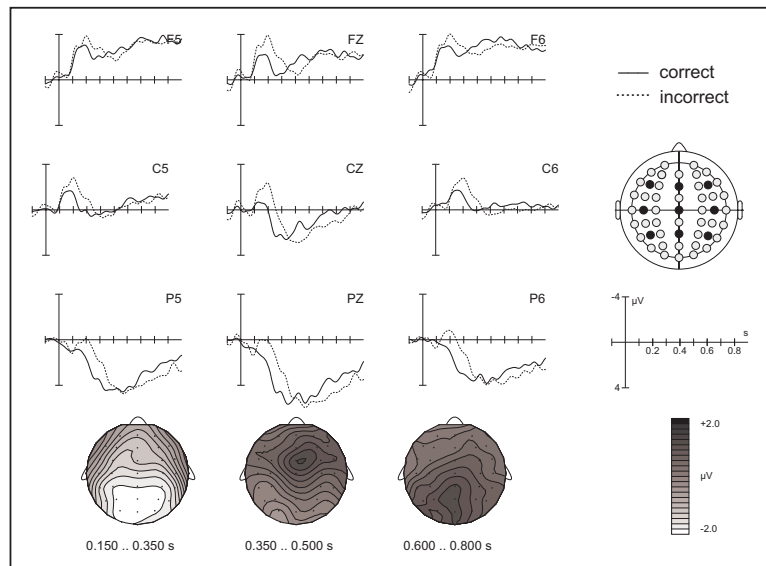 F5 FZ F6
correct
incorrect
C5 CZ C6
P5 PZ P6
-4
µV
s
0.2 0.4 0.6 0.8
4
+2.0
µV
-2.0
0.150 .. 0.350 s 0.350 .. 0.500 s 0.600 .. 0.800 s